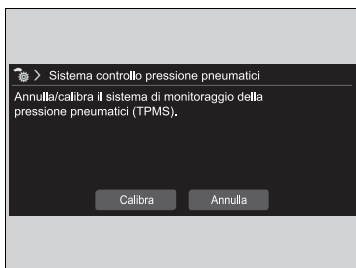 > Sistema controllo pressione pneumatici
Annulla/calibra il sistema di monitoraggio della
pressione pneumatici (TPMS).
Calibra
Annulla